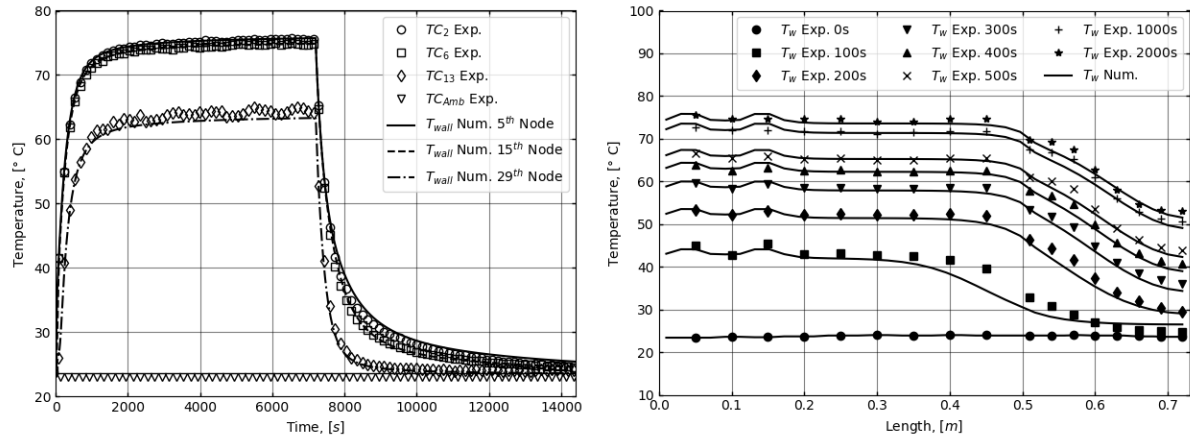 80
70
60
50
40
30
20
Temperature, [° C]
0 2000 4000 6000 8000 10000 12000 14000
Time, [s]
TC2 Exp.
TC6 Exp.
TC13 Exp.
TCAmb Exp.
Twall Num. 5th Node
Twall Num. 15th Node
Twall Num. 29th Node
100
90
80
70
60
50
40
30
20
10
Temperature, [° C]
0.0 0.1 0.2 0.3 0.4 0.5 0.6 0.7
Length, [m]
Tw Exp. 0s
Tw Exp. 100s
Tw Exp. 200s
Tw Exp. 300s
Tw Exp. 400s
Tw Exp. 500s
Tw Exp. 1000s
Tw Exp. 2000s
Tw Num.